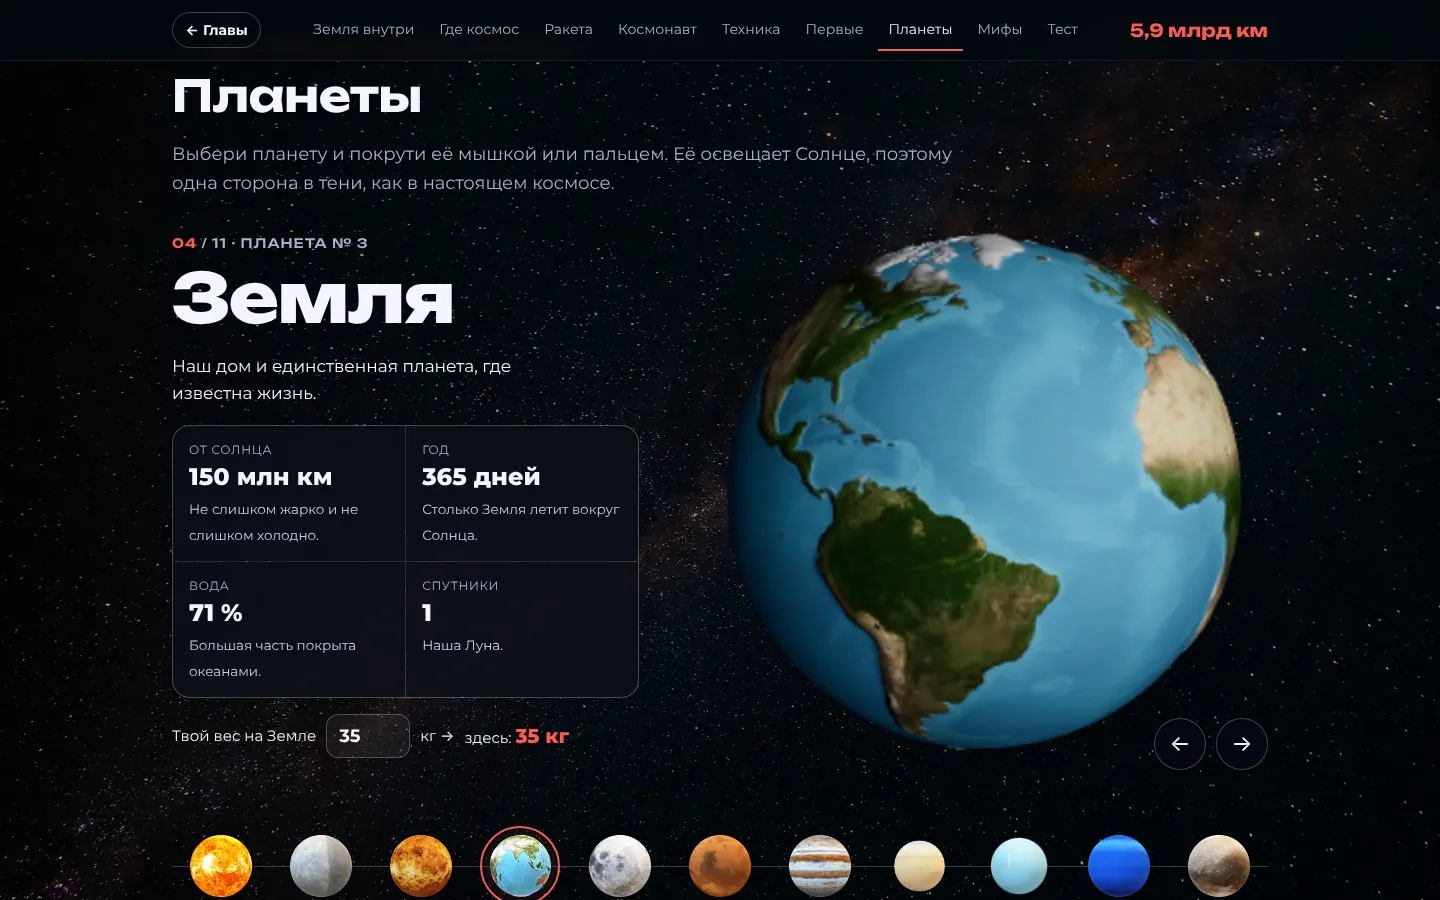 ← Главы
Земля внутри
Где космос
Ракета
Космонавт
Техника
Первые
Планеты
Мифы
Тест
5,9 млрд км
Планеты
Выбери планету и покрути её мышкой или пальцем. Её освещает Солнце, поэтому
одна сторона в тени, как в настоящем космосе.
04 / 11 · ПЛАНЕТА № 3
Земля
Наш дом и единственная планета, где
известна жизнь.
ОТ СОЛНЦА
150 млн км
Не слишком жарко и не
слишком холодно.
ГОД
365 дней
Столько Земля летит вокруг
Солнца.
ВОДА
71 %
Большая часть покрыта
океанами.
СПУТНИКИ
1
Наша Луна.
Твой вес на Земле 35 кг → здесь: 35 кг
← →